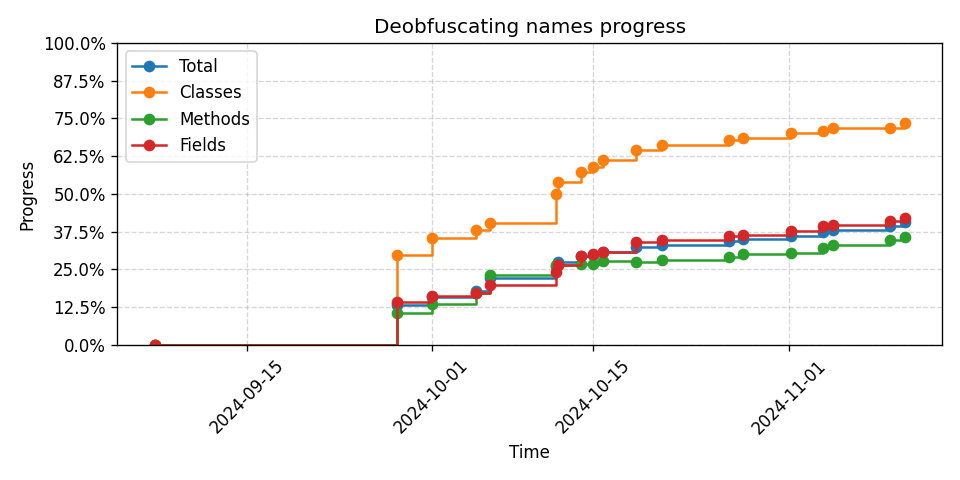 Deobfuscating names progress
100.0%
87.5%
75.0%
62.5%
50.0%
37.5%
25.0%
12.5%
0.0%
Progress
Total
Classes
Methods
Fields
2024-09-15
2024-10-01
2024-10-15
2024-11-01
Time